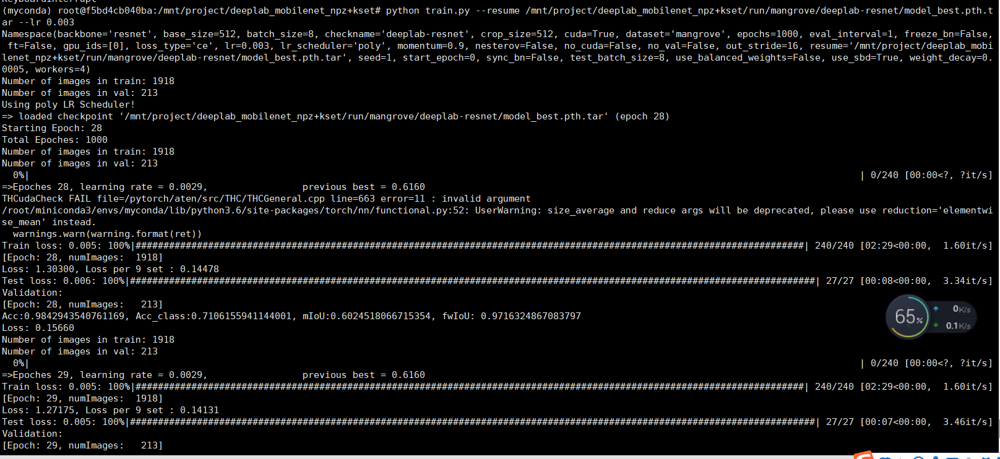 (myconda) root@f5bd4cb040ba:/mnt/project/deeplab_mobilenet_npz+kset# python train.py --resume /mnt/project/deeplab_mobilenet_npz+kset/run/mangrove/deeplab-resnet/model_best.pth.t
ar --lr 0.003
Namespace(backbone='resnet', base_size=512, batch_size=8, checkname='deeplab-resnet', crop_size=512, cuda=True, dataset='mangrove', epochs=1000, eval_interval=1, freeze_bn=False,
 ft=False, gpu_ids=[0], loss_type='ce', lr=0.003, lr_scheduler='poly', momentum=0.9, nesterov=False, no_cuda=False, no_val=False, out_stride=16, resume='/mnt/project/deeplab_mobi
lenet_npz+kset/run/mangrove/deeplab-resnet/model_best.pth.tar', seed=1, start_epoch=0, sync_bn=False, test_batch_size=8, use_balanced_weights=False, use_sbd=True, weight_decay=0.
0005, workers=4)
Number of images in train: 1918
Number of images in val: 213
Using poly LR Scheduler!
=> loaded checkpoint '/mnt/project/deeplab_mobilenet_npz+kset/run/mangrove/deeplab-resnet/model_best.pth.tar' (epoch 28)
Starting Epoch: 28
Total Epoches: 1000
Number of images in train: 1918
Number of images in val: 213
  0%|                                                                              | 0/240 [00:00<?, ?it/s]
=>Epoches 28, learning rate = 0.0029,                 previous best = 0.6160
THCudaCheck FAIL file=/pytorch/aten/src/THC/THCGeneral.cpp line=663 error=11 : invalid argument
/root/miniconda3/envs/myconda/lib/python3.6/site-packages/torch/nn/functional.py:52: UserWarning: size_average and reduce args will be deprecated, please use reduction='elementwi
se_mean' instead.
  warnings.warn(warning.format(ret))
Train loss: 0.005: 100%|########################################################################################################################| 240/240 [02:29<00:00,  1.60it/s]
[Epoch: 28, numImages:  1918]
Loss: 1.30300, Loss per 9 set : 0.14478
Test loss: 0.006: 100%|###########################################################################################################################| 27/27 [00:08<00:00,  3.34it/s]
Validation:
[Epoch: 28, numImages:   213]
Acc:0.9842943540761169, Acc_class:0.7106155941144001, mIoU:0.6024518066715354, fwIoU: 0.9716324867083797
Loss: 0.15660
Number of images in train: 1918
Number of images in val: 213
  0%|                                                                              | 0/240 [00:00<?, ?it/s]
=>Epoches 29, learning rate = 0.0029,                 previous best = 0.6160
Train loss: 0.005: 100%|########################################################################################################################| 240/240 [02:29<00:00,  1.60it/s]
[Epoch: 29, numImages:  1918]
Loss: 1.27175, Loss per 9 set : 0.14131
Test loss: 0.005: 100%|###########################################################################################################################| 27/27 [00:07<00:00,  3.46it/s]
Validation:
[Epoch: 29, numImages:   213]
65%
0K/s
0.1K/s